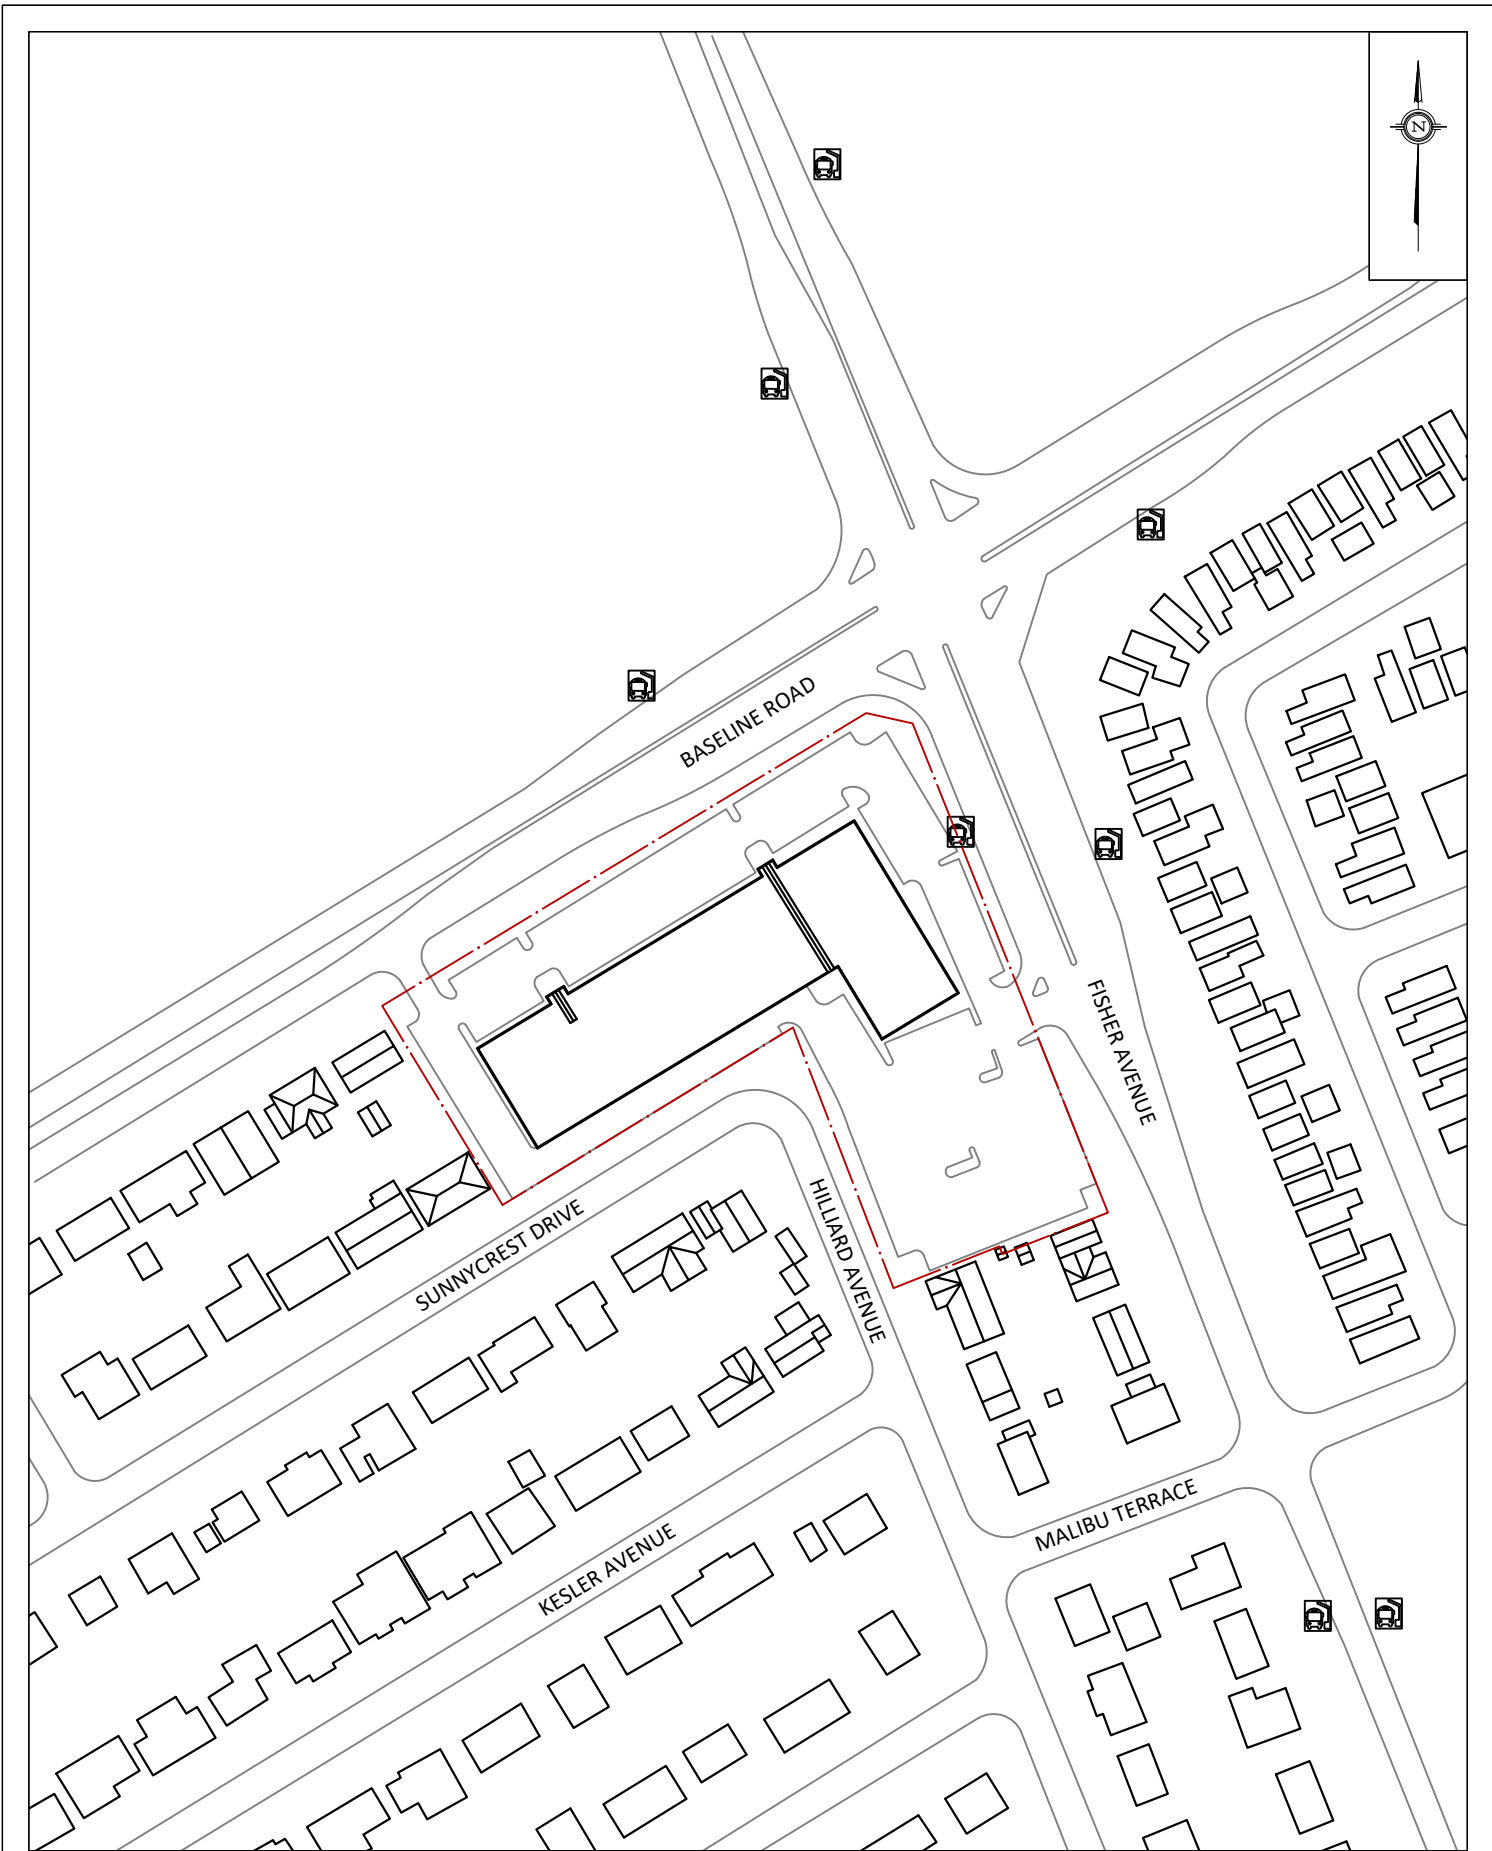 N
BASELINE ROAD
FISHER AVENUE
HILLIARD AVENUE
SUNNYCREST DRIVE
MALIBU TERRACE
KESLER AVENUE